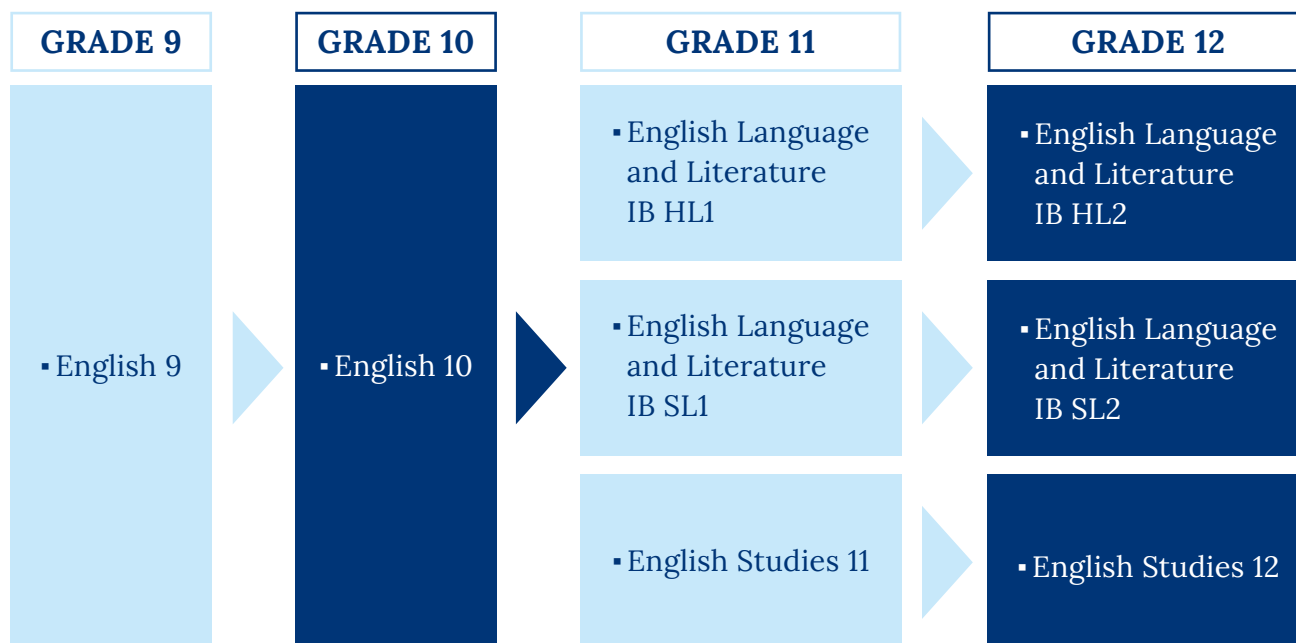 GRADE 9
GRADE 10
GRADE 11
GRADE 12
▪ English 9
▪ English 10
▪ English Language
and Literature
IB HL1
▪ English Language
and Literature
IB HL2
▪ English Language
and Literature
IB SL1
▪ English Language
and Literature
IB SL2
▪ English Studies 11
▪ English Studies 12